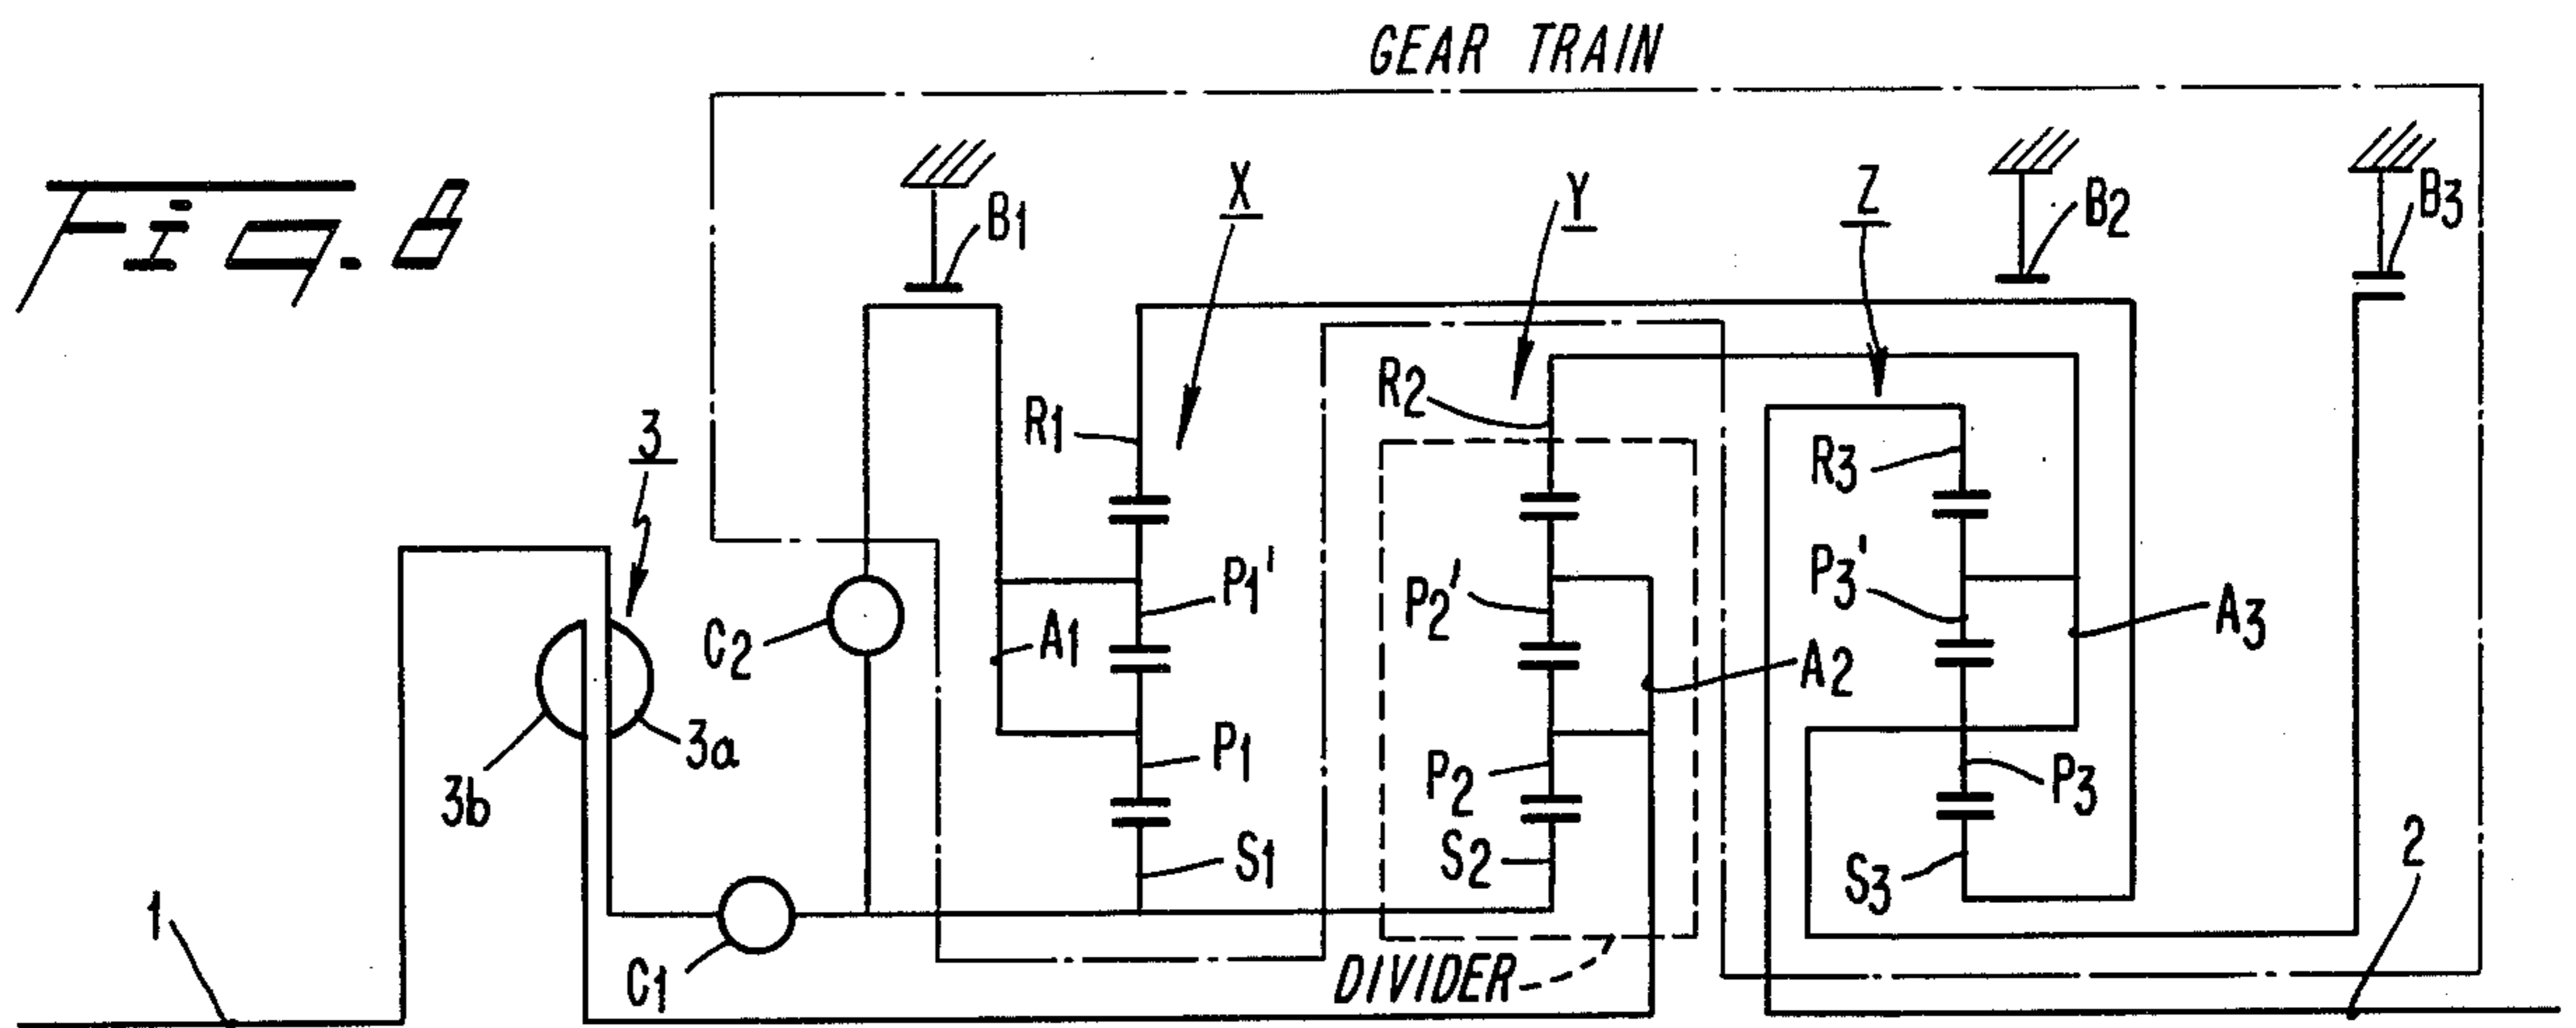 GEAR TRAIN
Fig. 8
B1
X
Y
Z
B2
B3
R1
R2
R3
3
P1'
P2'
P3'
A3
C2
A1
A2
3a
3b
P1
P2
P3
S1
S2
S3
2
1
C1
DIVIDER